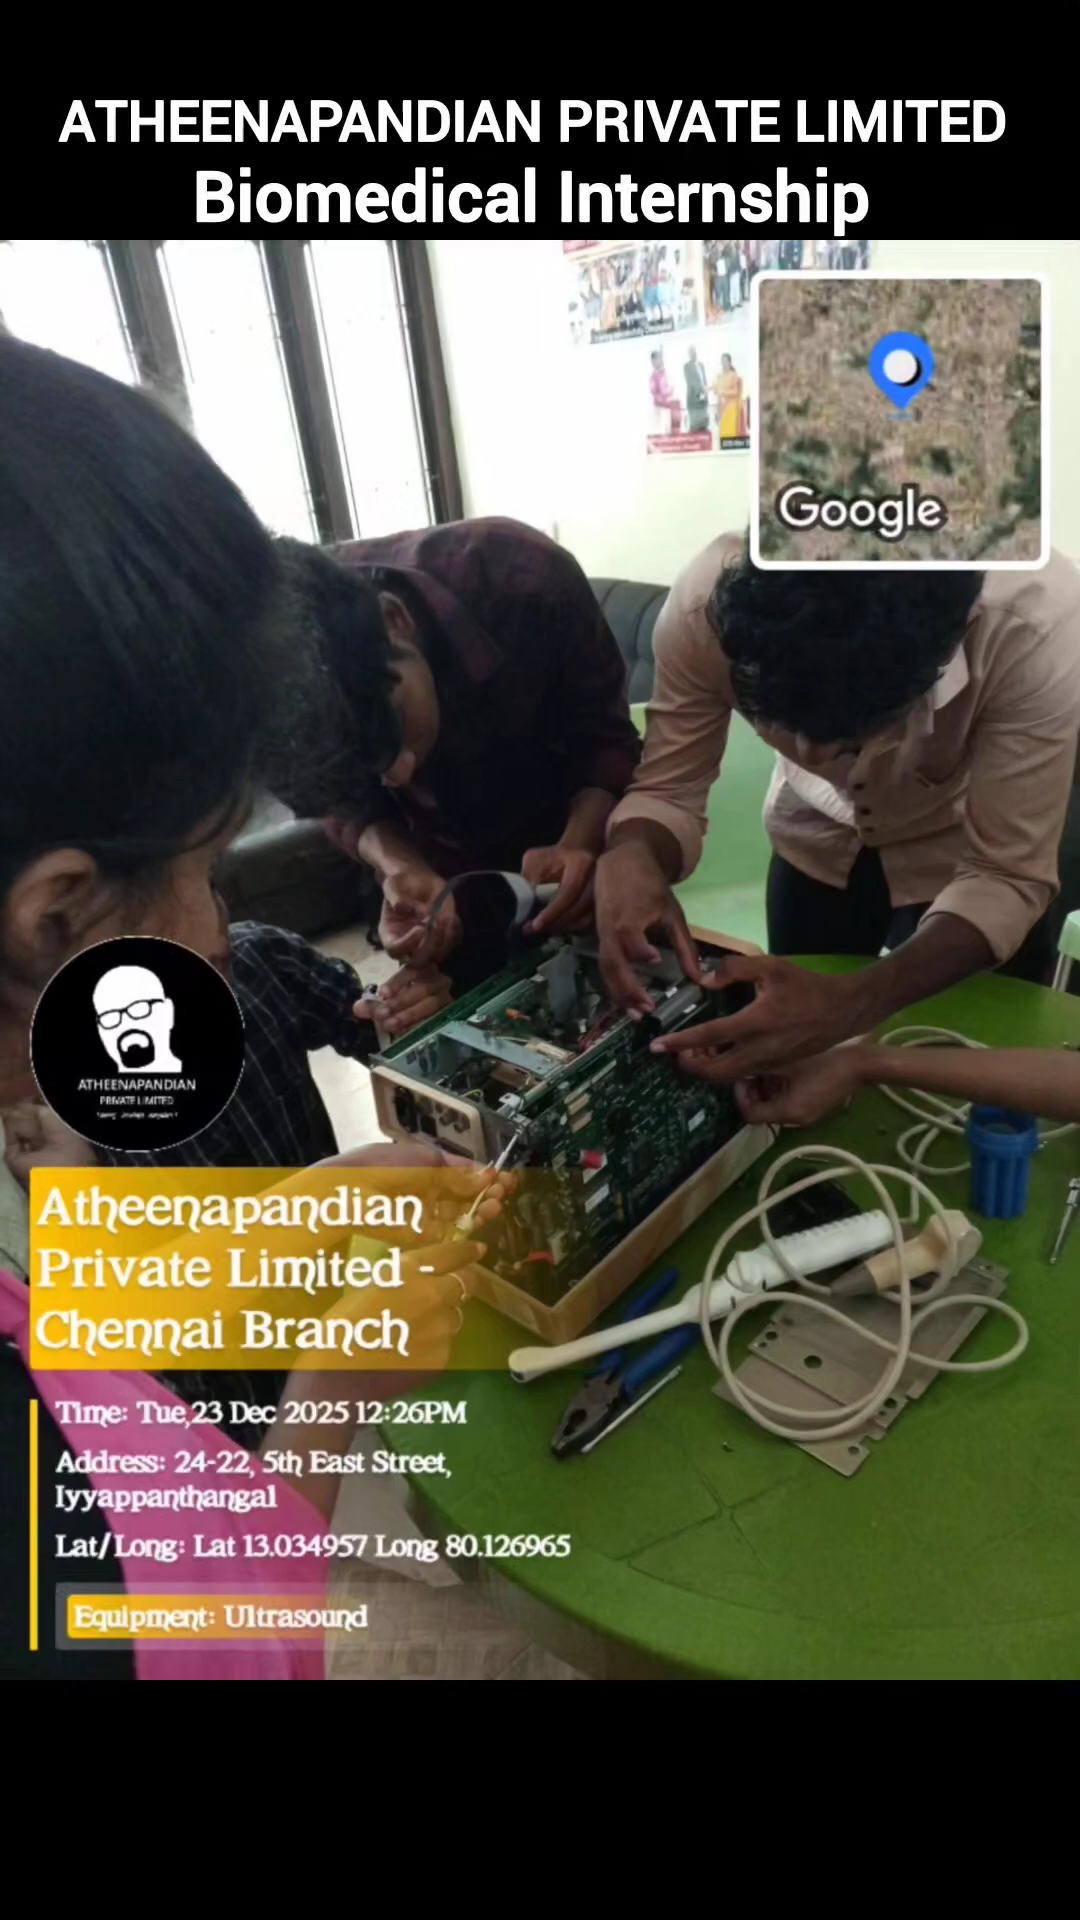 ATHEENAPANDIAN PRIVATE LIMITED
Biomedical Internship
Google
ATHEENAPANDIAN
PRIVATE LIMITED
Atheenapandian
Private Limited -
Chennai Branch
Time: Tue,23 Dec 2025 12:26PM
Address: 24-22, 5th East Street,
Iyyappanthangal
Lat/Long: Lat 13.034957 Long 80.126965
Equipment: Ultrasound